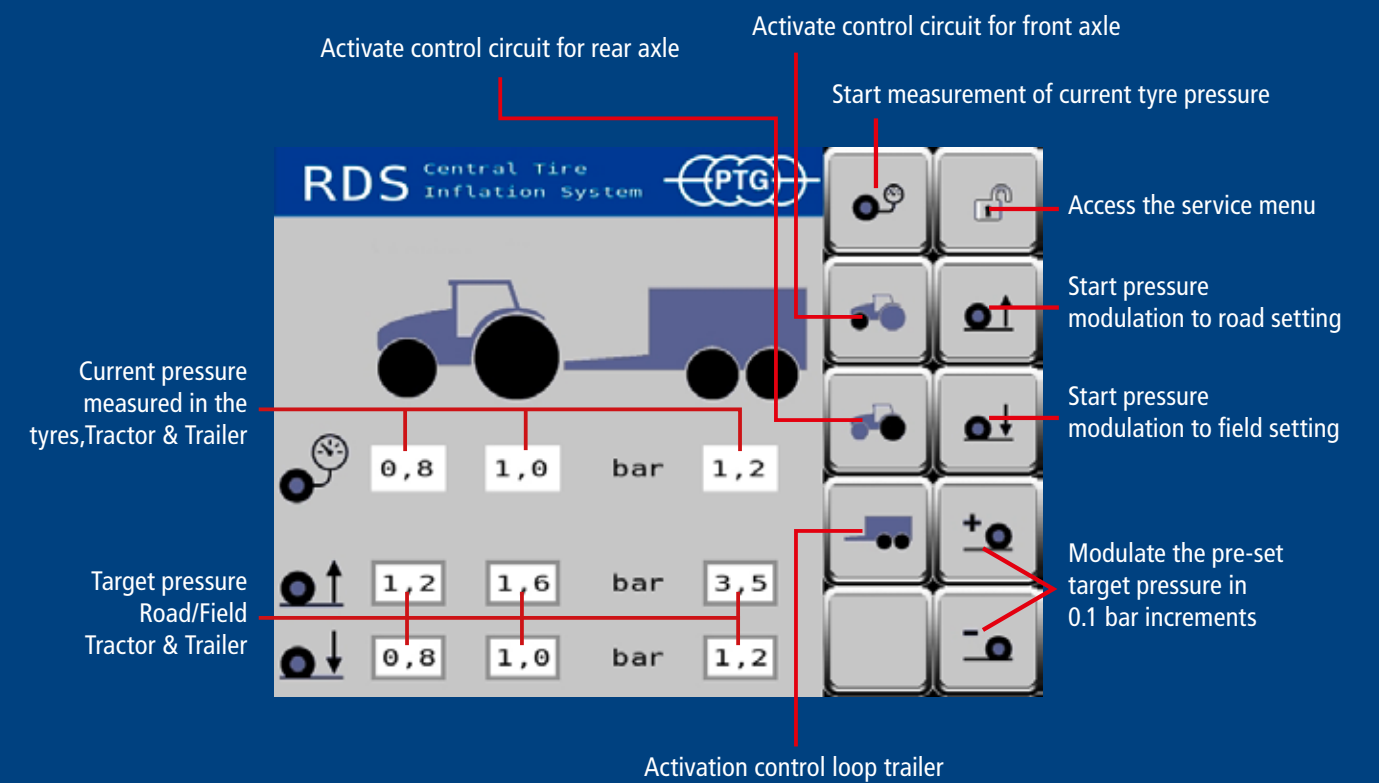 Activate control circuit for front axle
Activate control circuit for rear axle
Start measurement of current tyre pressure
RDS Central Tire
Inflation System
PTG
Access the service menu
Start pressure
modulation to road setting
Current pressure
measured in the
tyres,Tractor & Trailer
Start pressure
modulation to field setting
0,8 1,0 bar 1,2
Target pressure
Road/Field
Tractor & Trailer
1,2 1,6 bar 3,5
0,8 1,0 bar 1,2
+
-
Modulate the pre-set
target pressure in
0.1 bar increments
Activation control loop trailer